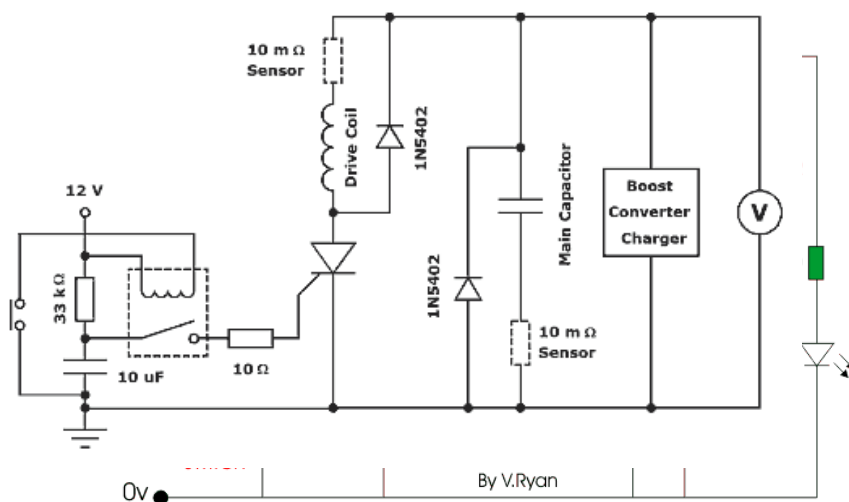 10 m Ω
Sensor
Drive Coil
1N5402
12 V
33 k Ω
10 uF
10 Ω
1N5402
Main Capacitor
10 m Ω
Sensor
Boost
Converter
Charger
V
By V.Ryan
0v